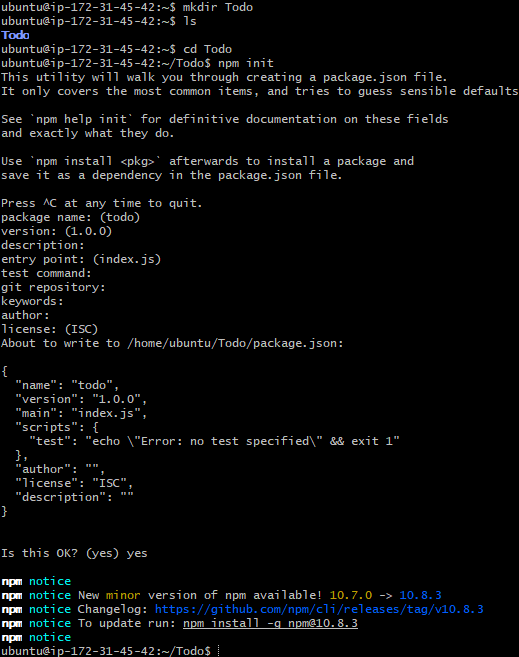 ubuntu@ip-172-31-45-42:~$ mkdir Todo
ubuntu@ip-172-31-45-42:~$ ls
Todo
ubuntu@ip-172-31-45-42:~$ cd Todo
ubuntu@ip-172-31-45-42:~/Todo$ npm init
This utility will walk you through creating a package.json file.
It only covers the most common items, and tries to guess sensible defaults
See `npm help init` for definitive documentation on these fields
and exactly what they do.
Use `npm install <pkg>` afterwards to install a package and
save it as a dependency in the package.json file.
Press ^C at any time to quit.
package name: (todo)
version: (1.0.0)
description:
entry point: (index.js)
test command:
git repository:
keywords:
author:
license: (ISC)
About to write to /home/ubuntu/Todo/package.json:
{
  "name": "todo",
  "version": "1.0.0",
  "main": "index.js",
  "scripts": {
    "test": "echo \"Error: no test specified\" && exit 1"
  },
  "author": "",
  "license": "ISC",
  "description": ""
}
Is this OK? (yes) yes
npm notice
npm notice New minor version of npm available! 10.7.0 -> 10.8.3
npm notice Changelog: https://github.com/npm/cli/releases/tag/v10.8.3
npm notice To update run: npm install -g npm@10.8.3
npm notice
ubuntu@ip-172-31-45-42:~/Todo$